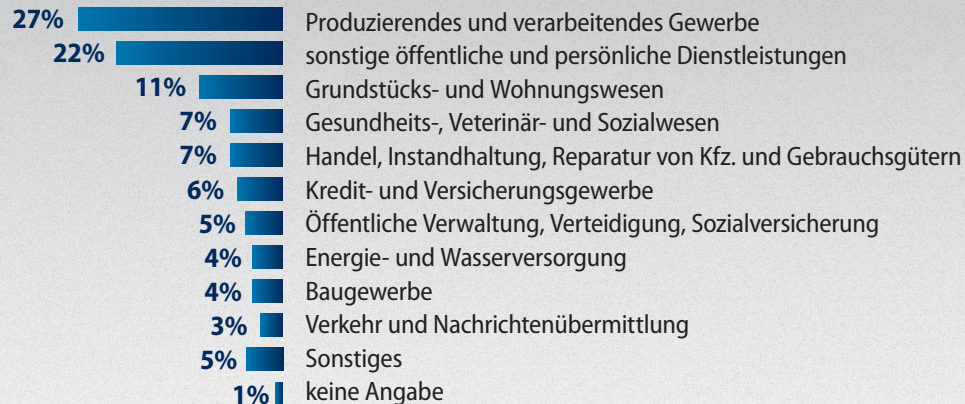 27% Produzierendes und verarbeitendes Gewerbe
22% sonstige öffentliche und persönliche Dienstleistungen
11% Grundstücks- und Wohnungswesen
7% Gesundheits-, Veterinär- und Sozialwesen
7% Handel, Instandhaltung, Reparatur von Kfz. und Gebrauchsgütern
6% Kredit- und Versicherungsgewerbe
5% Öffentliche Verwaltung, Verteidigung, Sozialversicherung
4% Energie- und Wasserversorgung
4% Baugewerbe
3% Verkehr und Nachrichtenübermittlung
5% Sonstiges
1% keine Angabe